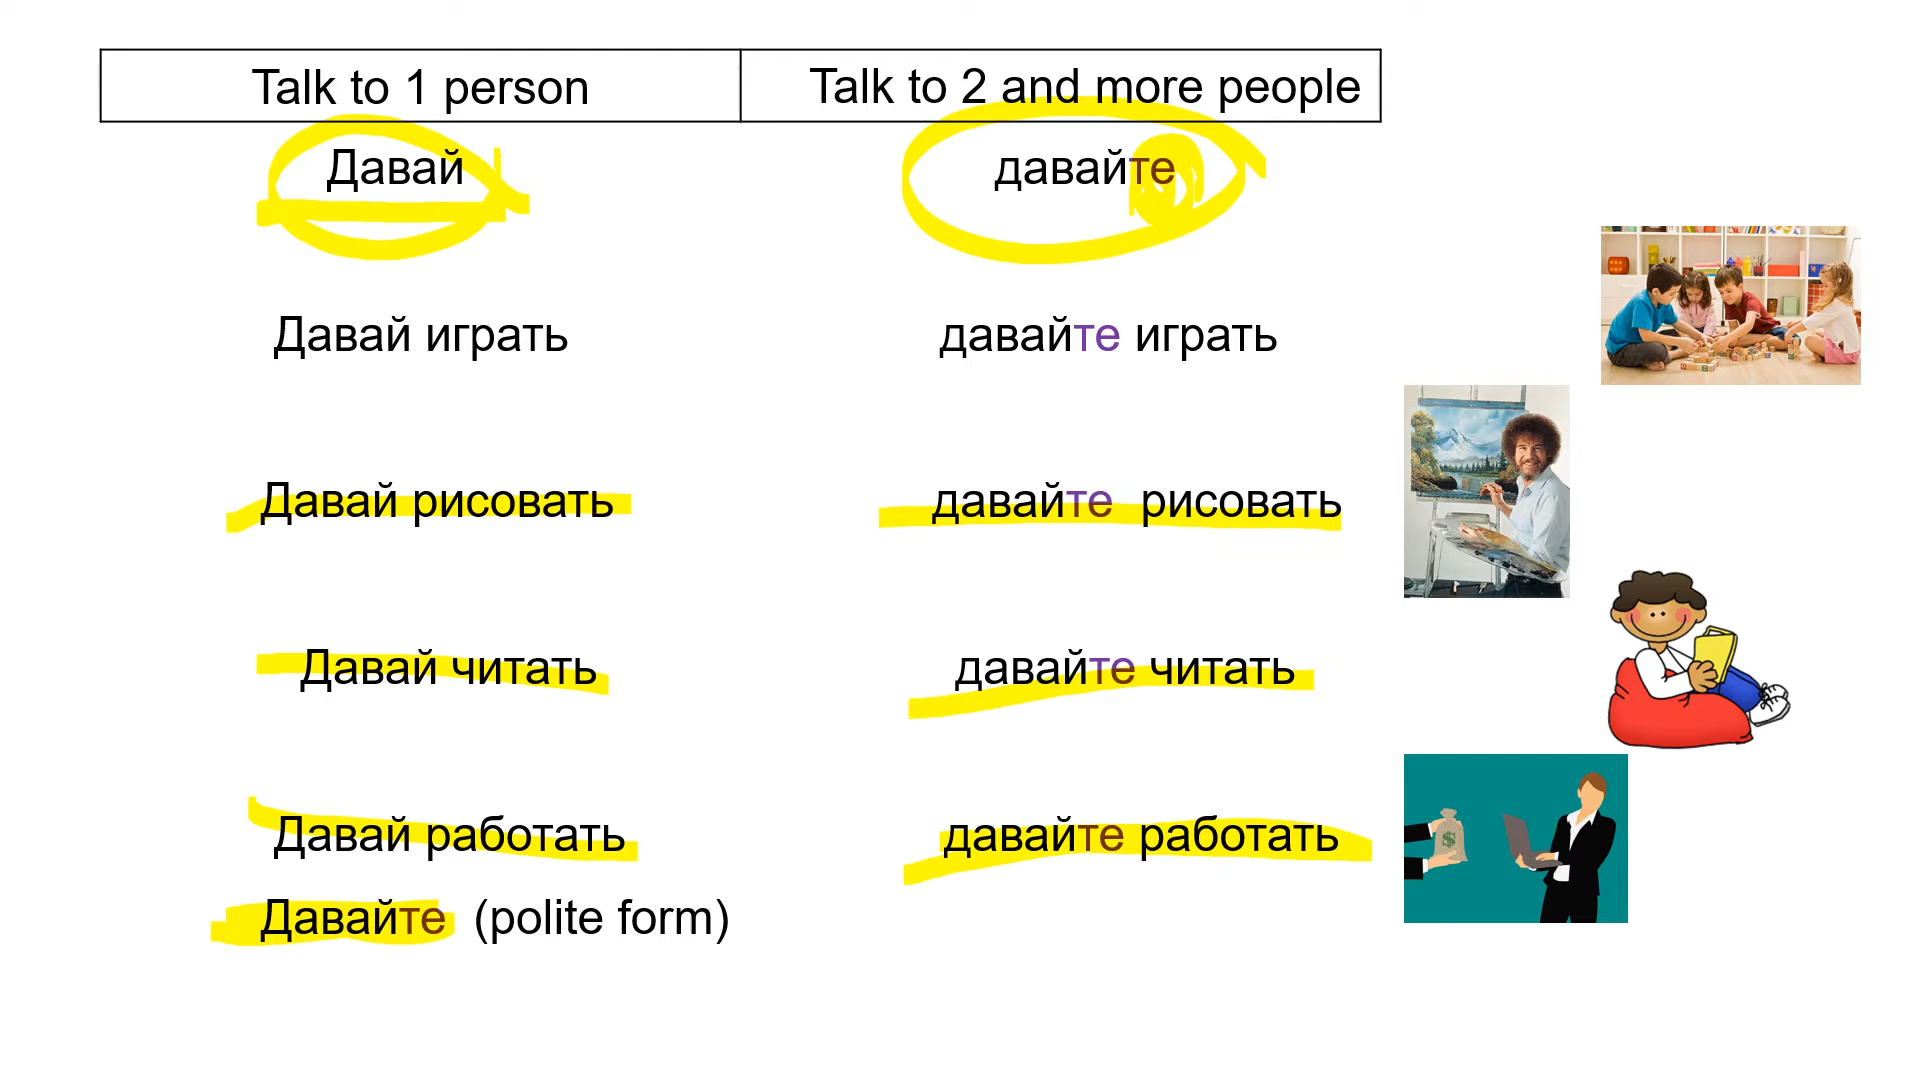 Talk to 1 person
Talk to 2 and more people
Давай
давайте
Давай играть
давайте играть
Давай рисовать
давайте рисовать
Давай читать
давайте читать
Давай работать
давайте работать
Давайте (polite form)
$